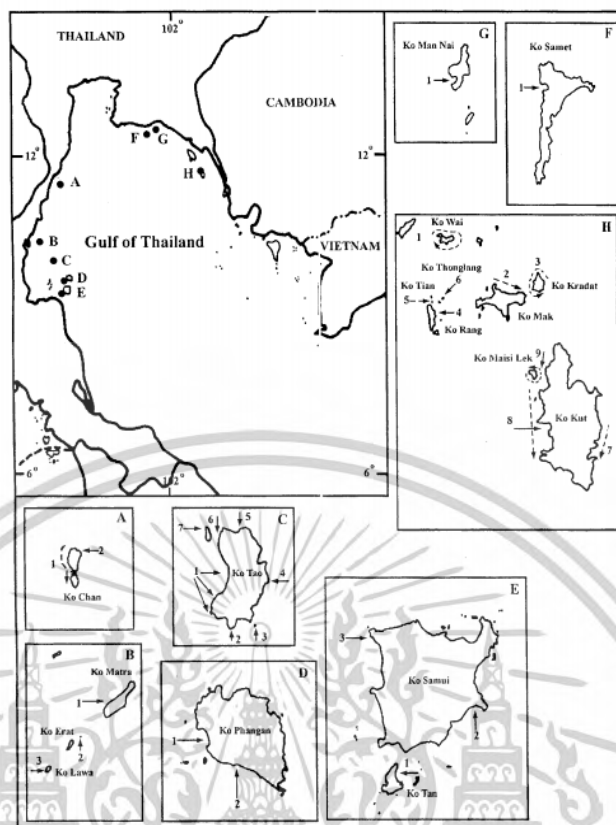 THAILAND
102°
CAMBODIA
12°
12°
F
G
H
A
B
C
D
E
Gulf of Thailand
VIETNAM
6°
6°
102°
G
Ko Man Nai
1
F
Ko Samet
1
H
Ko Wai
1
Ko Thonglang
3
2
Ko Kradat
6
Ko Tian
5
4
Ko Mak
Ko Rang
Ko Maisi Lek
9
Ko Kut
8
7
A
1
2
Ko Chan
C
5
6
7
1
Ko Tao
4
2
3
B
Ko Matra
1
Ko Erat
2
3
Ko Lawa
D
Ko Phangan
1
2
E
3
Ko Samui
2
1
Ko Tan